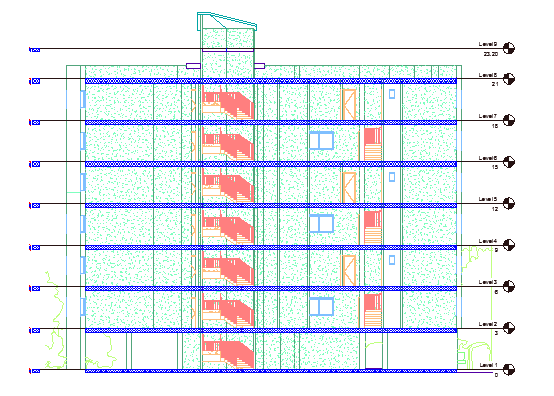 Level 9
23.20
Level 8
21
Level 7
18
Level 6
15
Level 5
12
Level 4
9
Level 3
6
Level 2
3
Level 1
0